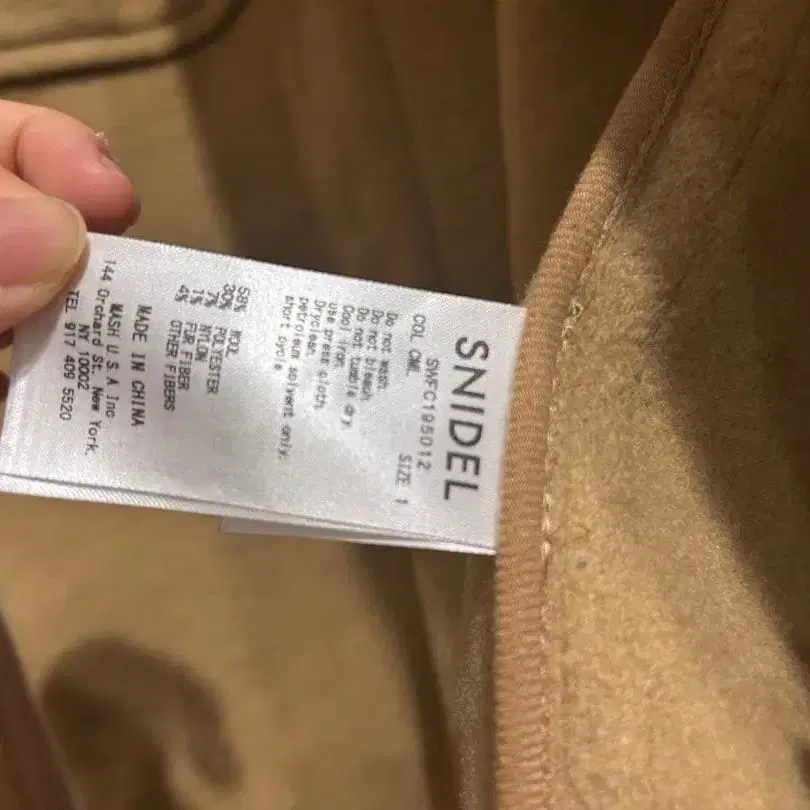 SNIDEL
SWFC195012
COL CML SIZE 1
Do not wash.
Do not bleach
Do not tumble dry.
Cool iron.
Use press cloth.
Dryclean.
petroleum solvent only.
short cycle.
58% WOOL
30% POLYESTER
7% NYLON
1% FUR FIBER
4% OTHER FIBERS
MADE IN CHINA
MASH U S A Inc
144 Orchard St. New York.
NY 10002
TEL 917 409 5520